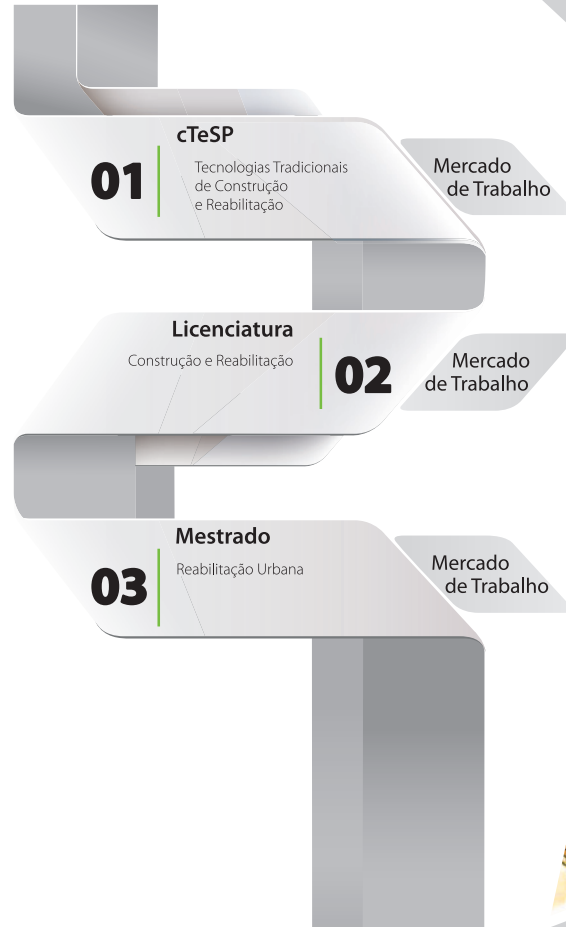 cTeSP
01
Tecnologias Tradicionais
de Construção
e Reabilitação
Mercado
de Trabalho
Licenciatura
Construção e Reabilitação
02
Mercado
de Trabalho
Mestrado
03
Reabilitação Urbana
Mercado
de Trabalho